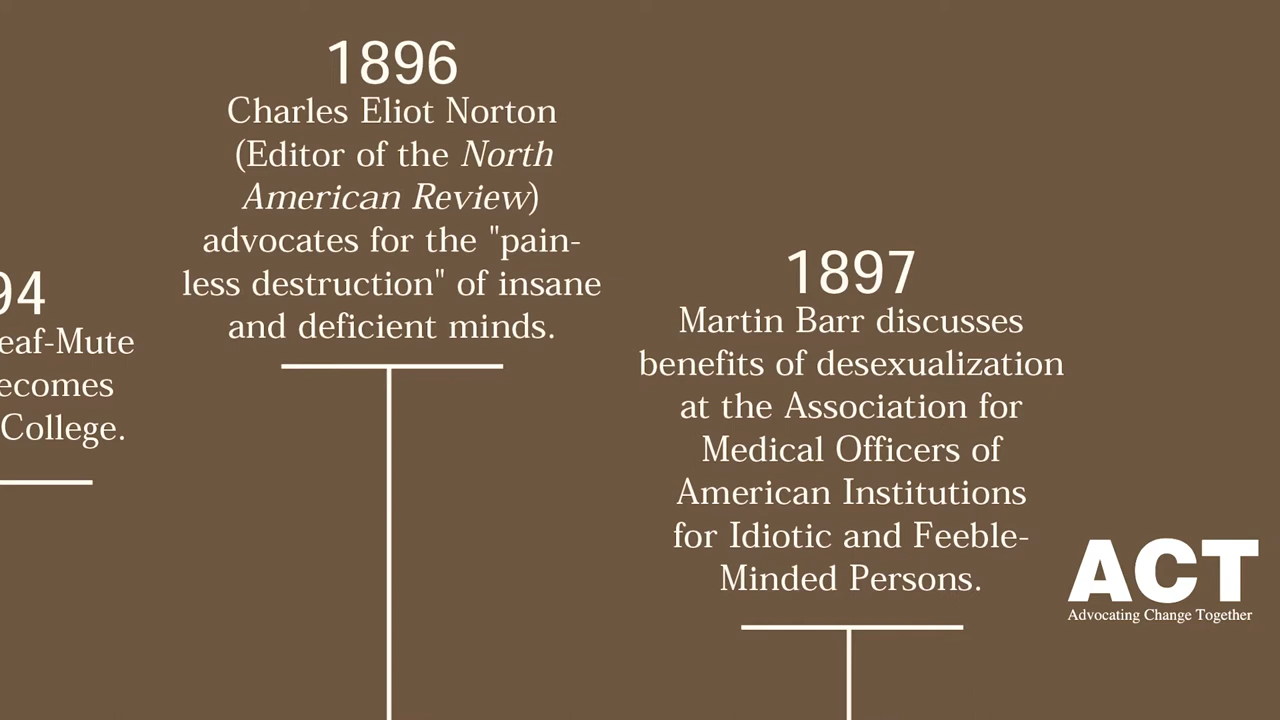 94
eaf-Mute
ecomes
College.
1896
Charles Eliot Norton
(Editor of the North
American Review)
advocates for the "pain-
less destruction" of insane
and deficient minds.
1897
Martin Barr discusses
benefits of desexualization
at the Association for
Medical Officers of
American Institutions
for Idiotic and Feeble-
Minded Persons.
ACT
Advocating Change Together